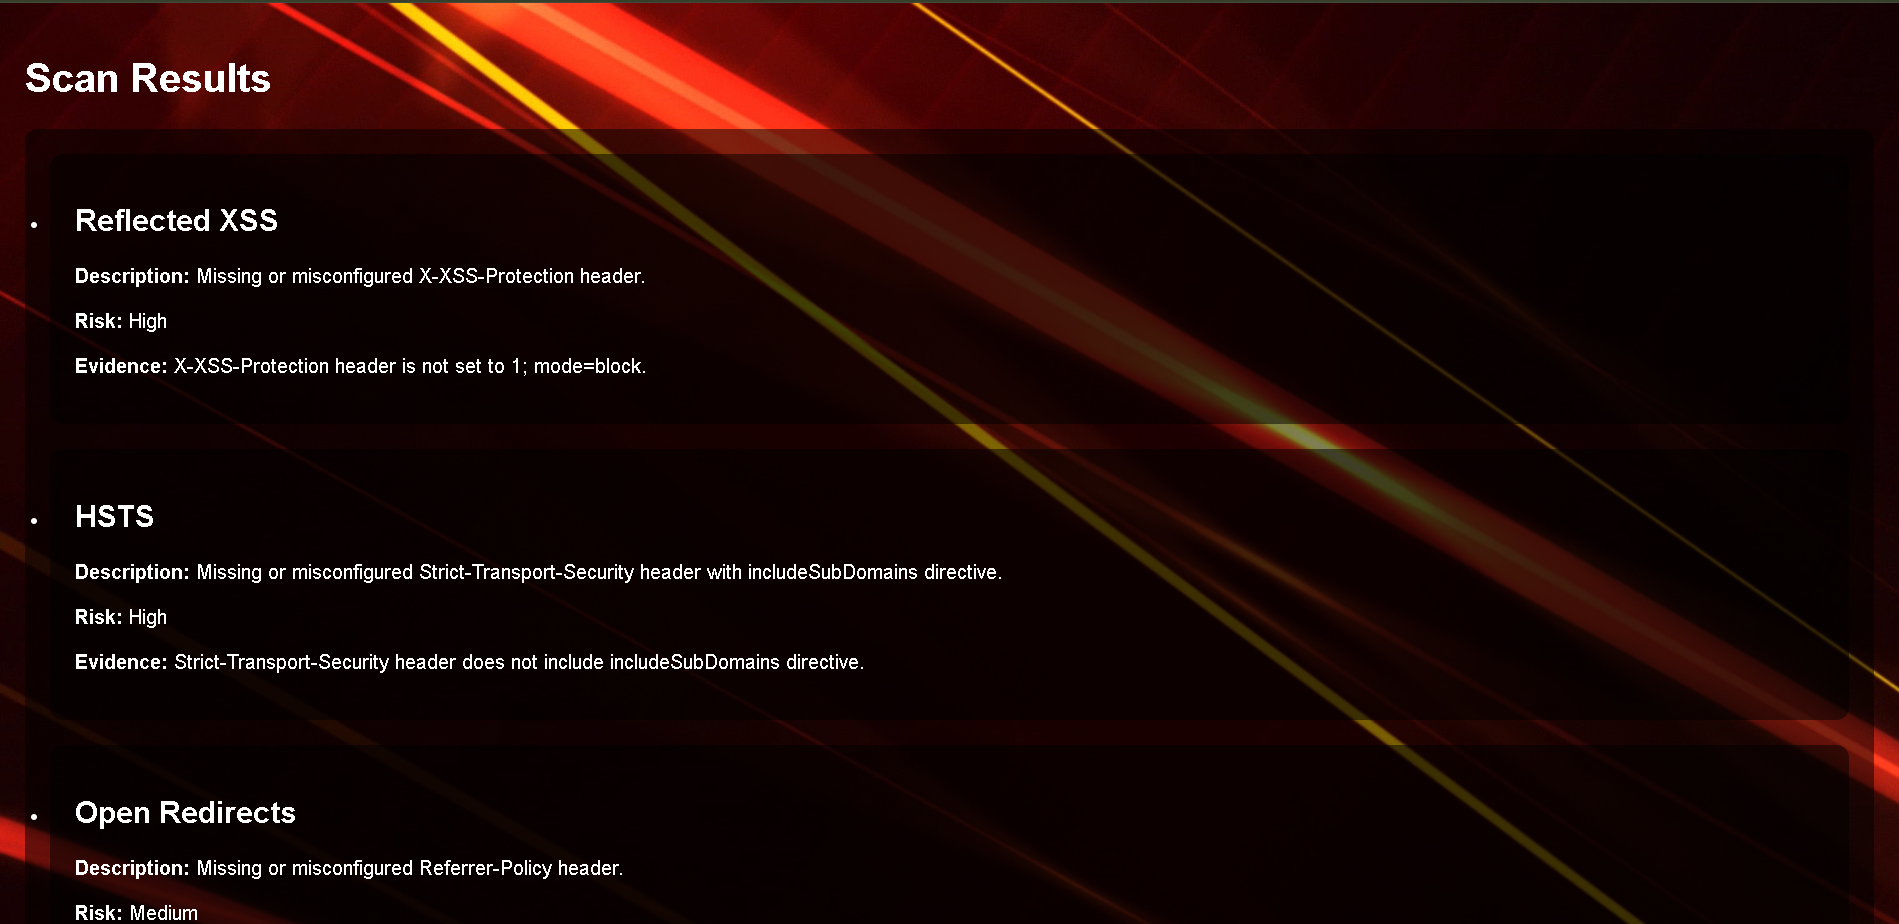 Scan Results
Reflected XSS
Description: Missing or misconfigured X-XSS-Protection header.
Risk: High
Evidence: X-XSS-Protection header is not set to 1; mode=block.
HSTS
Description: Missing or misconfigured Strict-Transport-Security header with includeSubDomains directive.
Risk: High
Evidence: Strict-Transport-Security header does not include includeSubDomains directive.
Open Redirects
Description: Missing or misconfigured Referrer-Policy header.
Risk: Medium